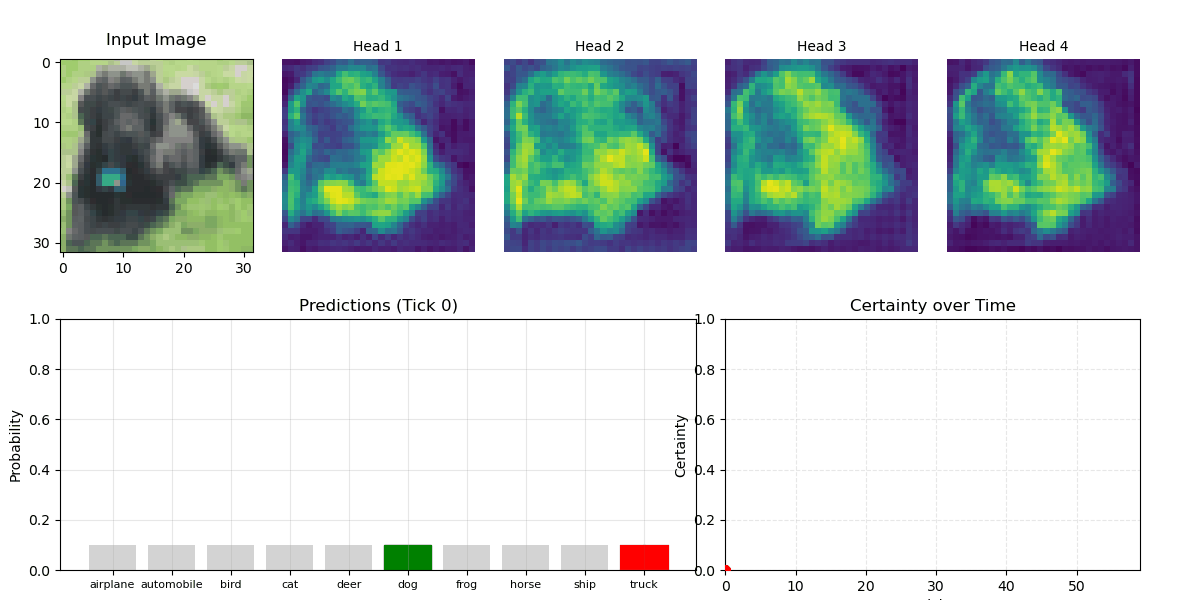 Input Image
Head 1
Head 2
Head 3
Head 4
0
10
20
30
0
10
20
30
Predictions (Tick 0)
Probability
1.0
0.8
0.6
0.4
0.2
0.0
airplane automobile bird cat deer dog frog horse ship truck
Certainty over Time
Certainty
1.0
0.8
0.6
0.4
0.2
0.0
0 10 20 30 40 50